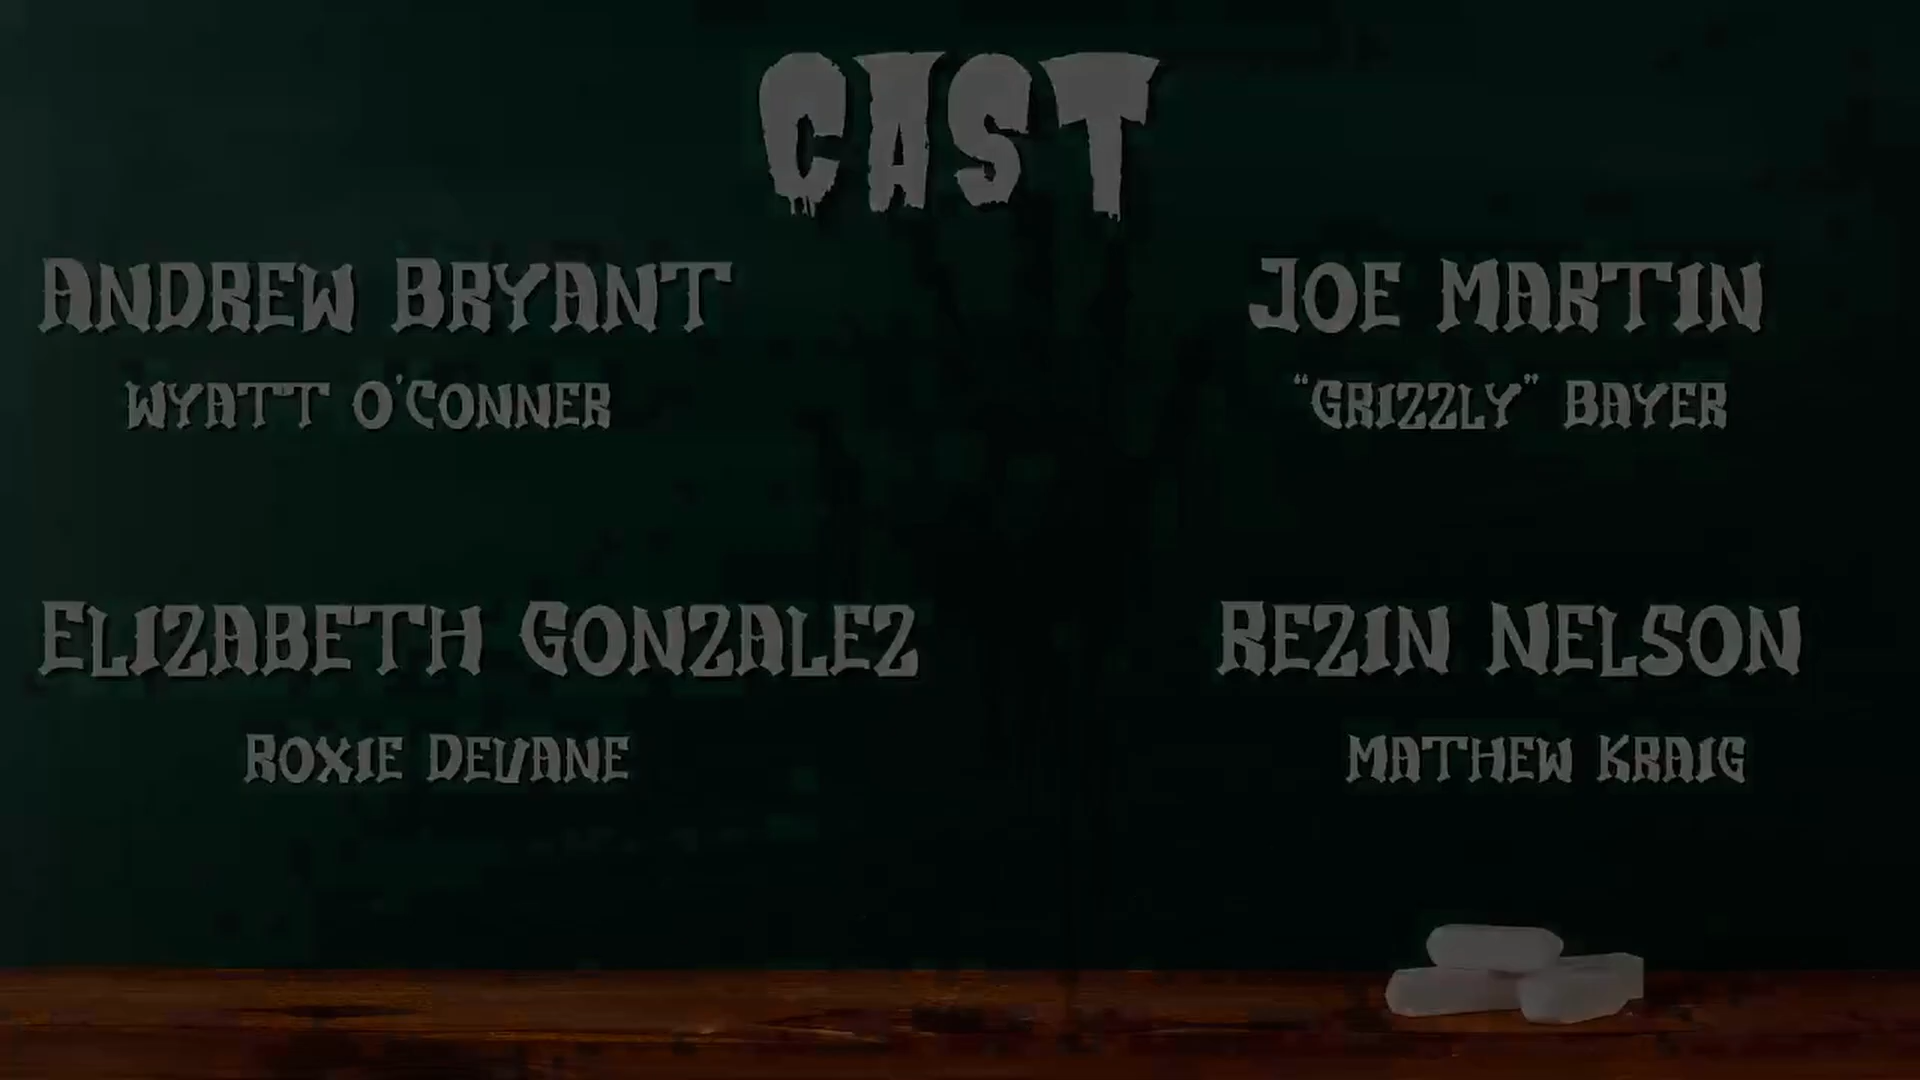 CAST
ANDREW BRYANT
WYATT O'CONNER
JOE MARTIN
"GRIZZLY" BAYER
ELIZABETH GONZALEZ
ROXIE DEVANE
REZIN NELSON
MATHEW KRAIG